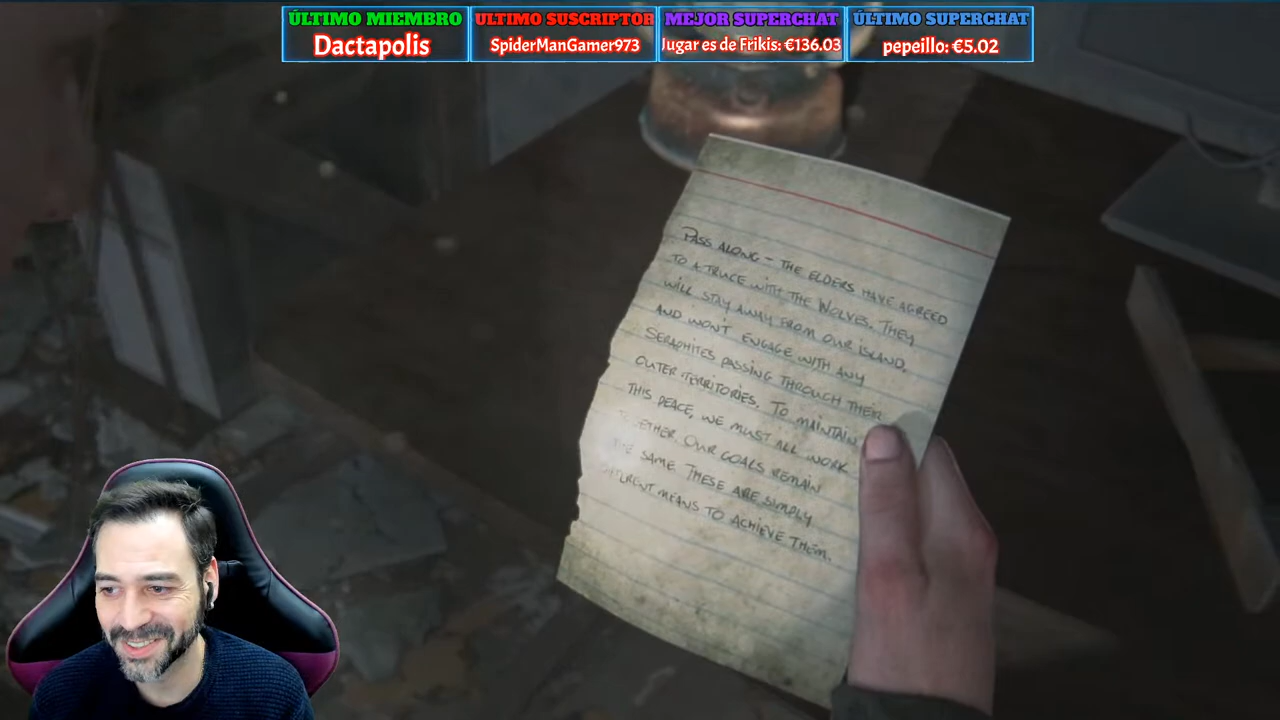 ÚLTIMO MIEMBRO
Dactapolis
ULTIMO SUSCRIPTOR
SpiderManGamer973
MEJOR SUPERCHAT
Jugar es de Frikis: €136.03
ÚLTIMO SUPERCHAT
pepeillo: €5.02
PASS ALONG - THE ELDERS HAVE AGREED
TO A TRUCE WITH THE WOLVES. THEY
WILL STAY AWAY FROM OUR ISLAND,
AND WON'T ENGAGE WITH ANY
SERAPHITES PASSING THROUGH THEIR
OUTER TERRITORIES. TO MAINTAIN
THIS PEACE, WE MUST ALL WORK
TOGETHER. OUR GOALS REMAIN
THE SAME. THESE ARE SIMPLY
DIFFERENT MEANS TO ACHIEVE THEM.